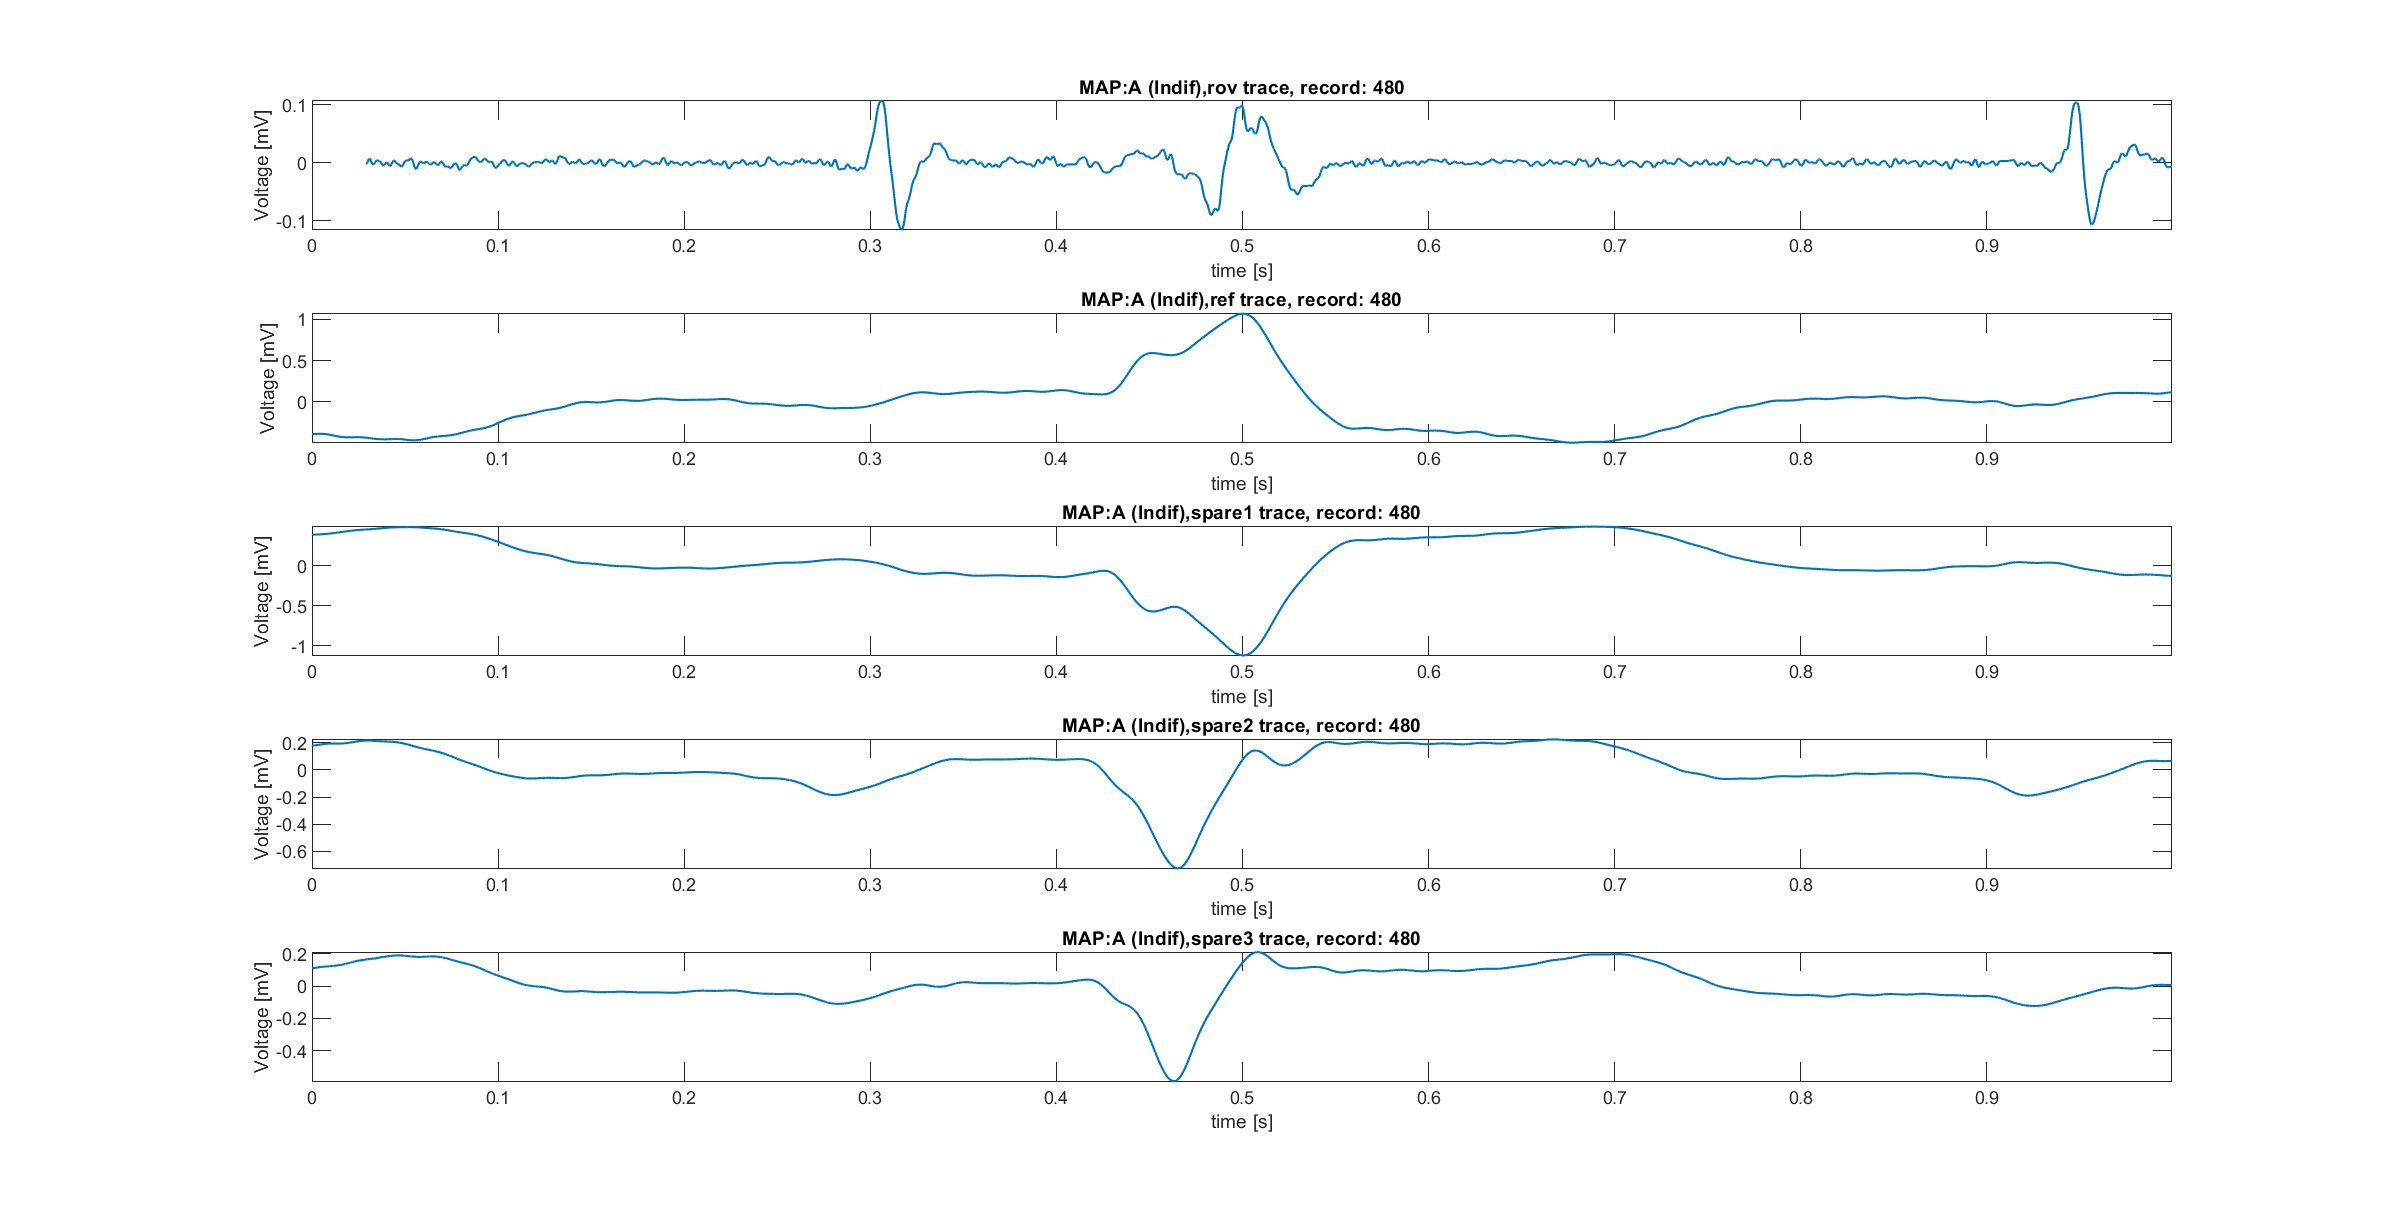 MAP:A (Indif),rov trace, record: 480
Voltage [mV]
0.1
0
-0.1
0 0.1 0.2 0.3 0.4 0.5 0.6 0.7 0.8 0.9
time [s]
MAP:A (Indif),ref trace, record: 480
Voltage [mV]
1
0.5
0
0 0.1 0.2 0.3 0.4 0.5 0.6 0.7 0.8 0.9
time [s]
MAP:A (Indif),spare1 trace, record: 480
Voltage [mV]
0
-0.5
-1
0 0.1 0.2 0.3 0.4 0.5 0.6 0.7 0.8 0.9
time [s]
MAP:A (Indif),spare2 trace, record: 480
Voltage [mV]
0.2
0
-0.2
-0.4
-0.6
0 0.1 0.2 0.3 0.4 0.5 0.6 0.7 0.8 0.9
time [s]
MAP:A (Indif),spare3 trace, record: 480
Voltage [mV]
0.2
0
-0.2
-0.4
0 0.1 0.2 0.3 0.4 0.5 0.6 0.7 0.8 0.9
time [s]